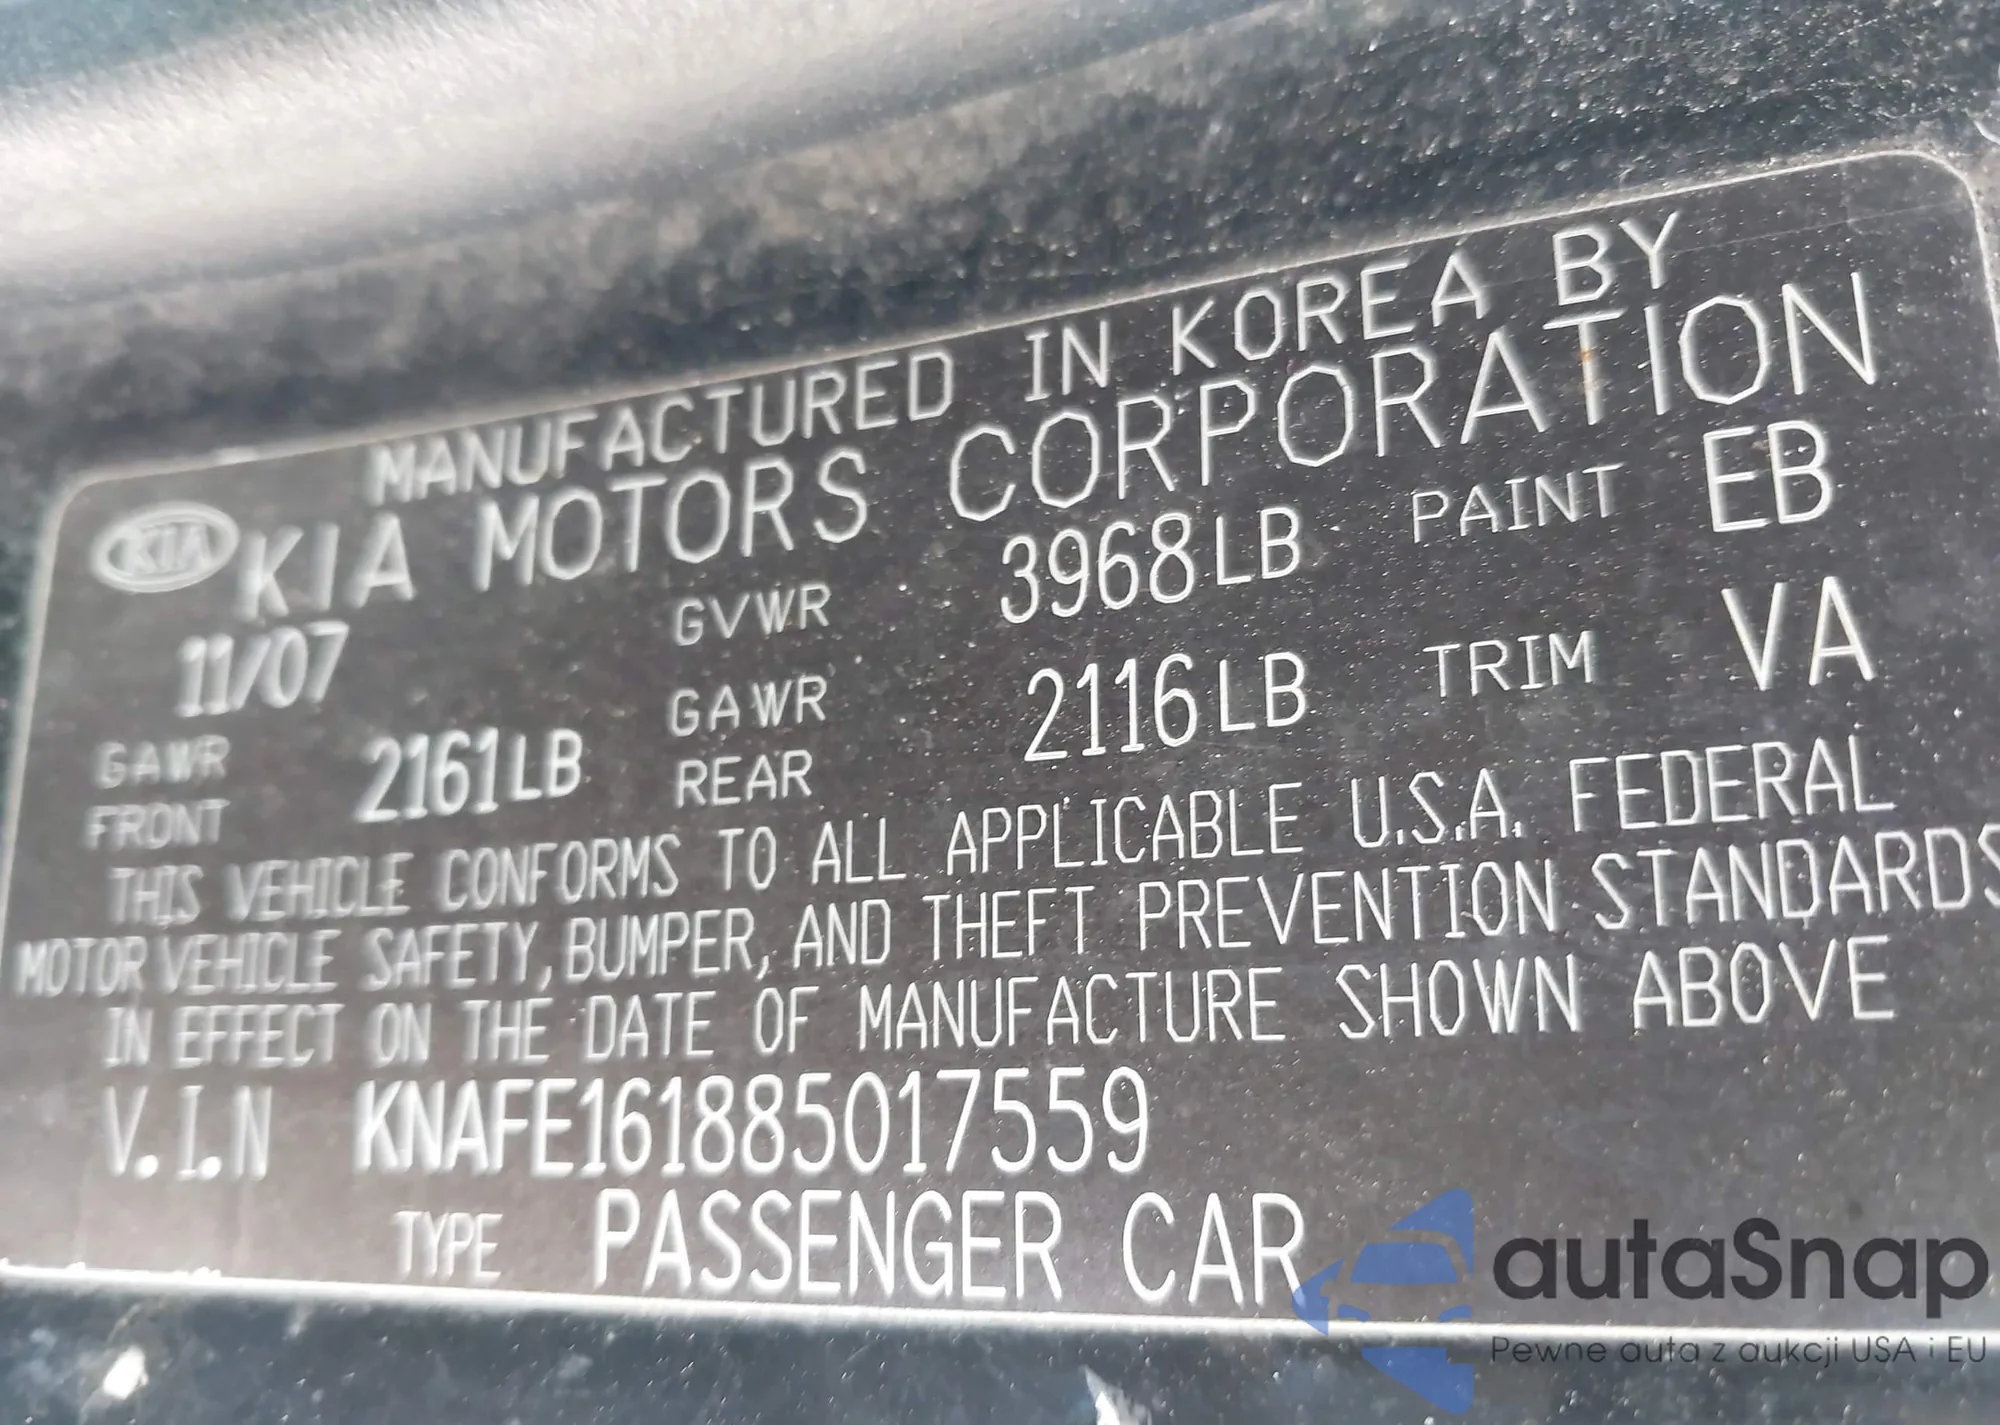 MANUFACTURED IN KOREA BY
KIA KIA MOTORS CORPORATION
11/07 GVWR 3968LB PAINT EB
GAWR FRONT 2161LB GAWR REAR 2116LB TRIM VA
THIS VEHICLE CONFORMS TO ALL APPLICABLE U.S.A. FEDERAL
MOTOR VEHICLE SAFETY, BUMPER, AND THEFT PREVENTION STANDARDS
IN EFFECT ON THE DATE OF MANUFACTURE SHOWN ABOVE
V.I.N KNAFE161885017559
TYPE PASSENGER CAR
autaSnap
Pewne auta z aukcji USA i EU